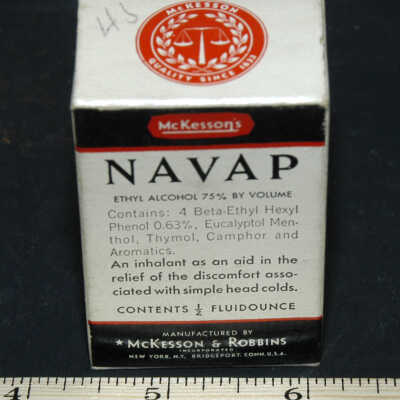 45
McKESSON
QUALITY SINCE 1833
McKesson's
NAVAP
ETHYL ALCOHOL 75% BY VOLUME
Contains: 4 Beta-Ethyl Hexyl
Phenol 0.63%, Eucalyptol Men-
thol, Thymol, Camphor and
Aromatics.
An inhalant as an aid in the
relief of the discomfort asso-
ciated with simple head colds.
CONTENTS ½ FLUIDOUNCE
MANUFACTURED BY
★ McKESSON & ROBBINS
INCORPORATED
NEW YORK, N.Y. BRIDGEPORT, CONN. U.S.A.
4 5 6